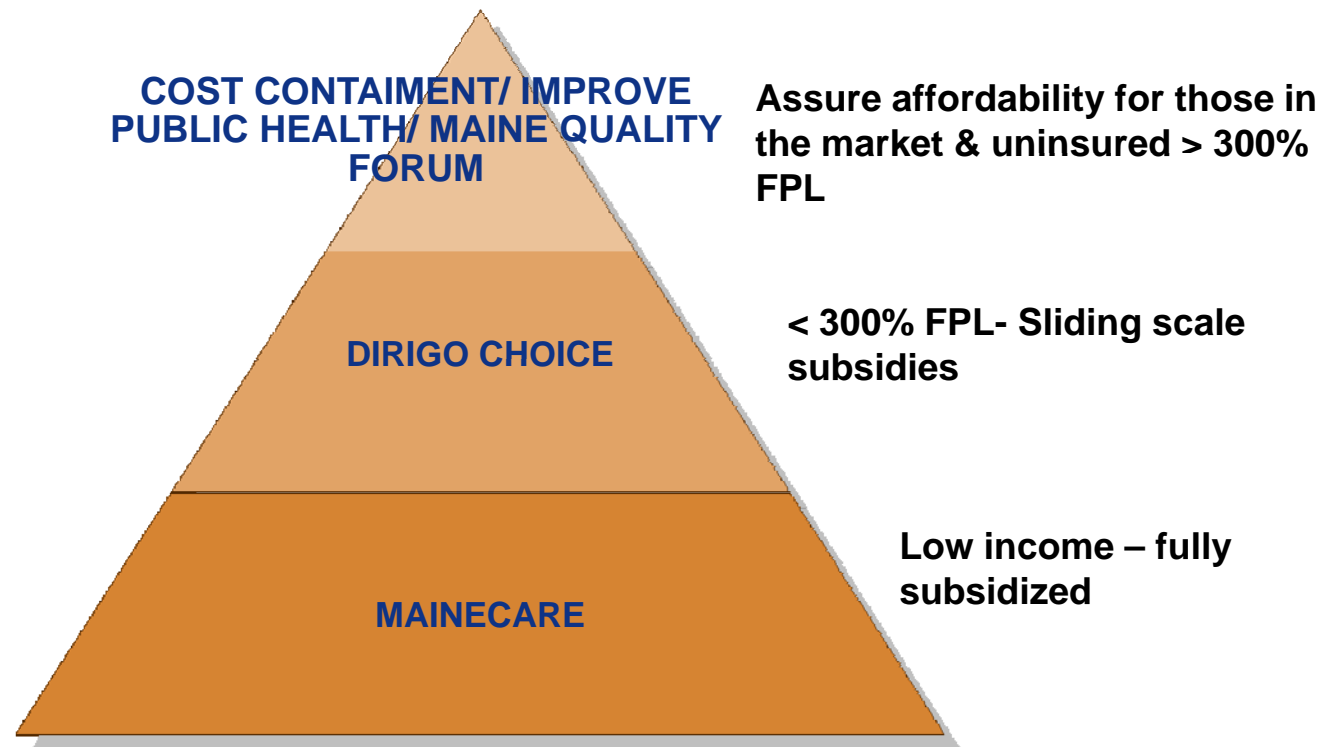 COST CONTAIMENT/ IMPROVE
PUBLIC HEALTH/ MAINE QUALITY
FORUM
Assure affordability for those in
the market & uninsured > 300%
FPL
DIRIGO CHOICE
< 300% FPL- Sliding scale
subsidies
MAINECARE
Low income – fully
subsidized